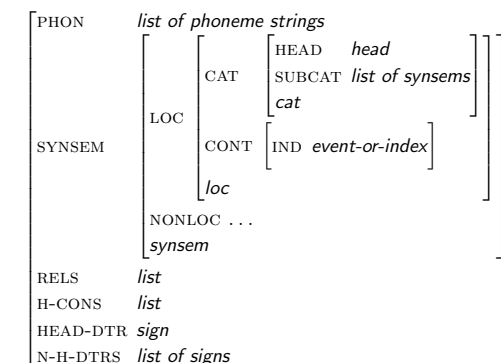 PHON list of phoneme strings
HEAD head
CAT SUBCAT list of synsems
cat
LOC
SYNSEM CONT IND event-or-index
loc
NONLOC ...
synsem
RELS list
H-CONS list
HEAD-DTR sign
N-H-DTRS list of signs